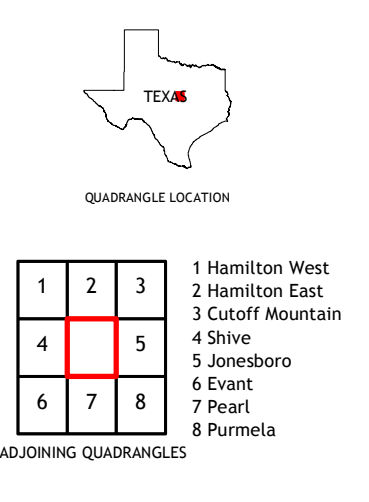 TEXAS
QUADRANGLE LOCATION
1 2 3
4 5
6 7 8
1 Hamilton West
2 Hamilton East
3 Cutoff Mountain
4 Shive
5 Jonesboro
6 Evant
7 Pearl
8 Purmela
ADJOINING QUADRANGLES